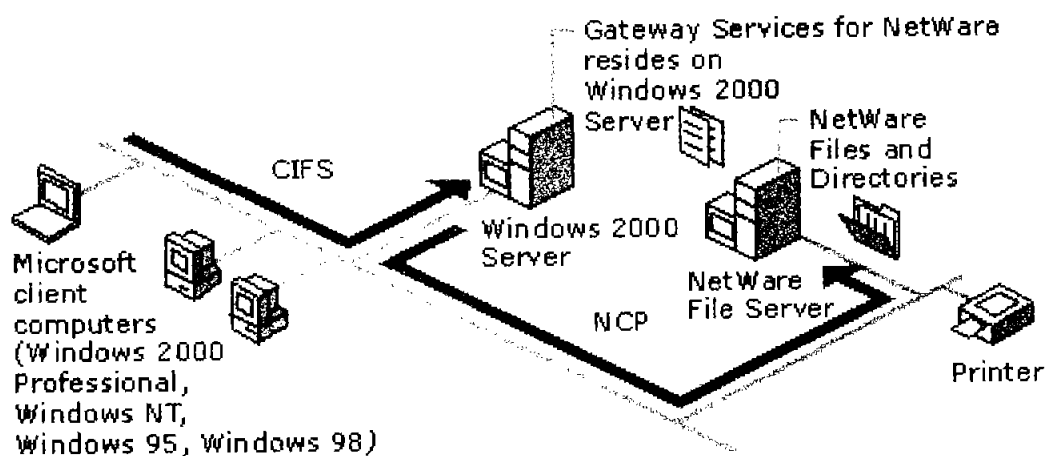 Gateway Services for NetWare
resides on
Windows 2000
Server
NetWare
Files and
Directories
CIFS
Windows 2000
Server
Microsoft
client
computers
(Windows 2000
Professional,
Windows NT,
Windows 95, Windows 98)
NetWare
File Server
NCP
Printer